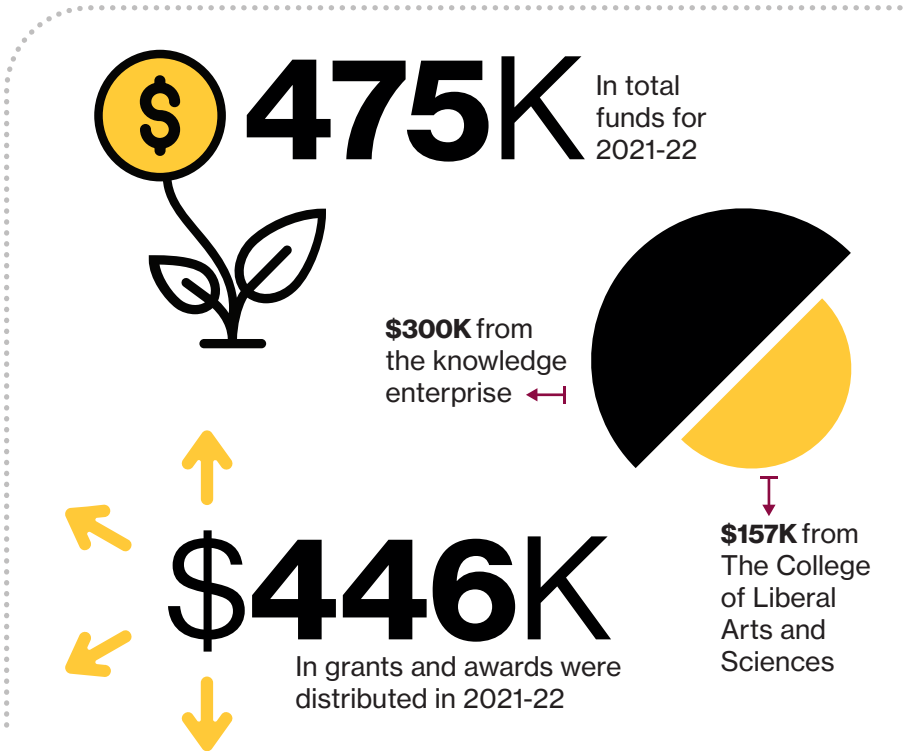 $ 475K
In total
funds for
2021-22
$300K from
the knowledge
enterprise
$157K from
The College
of Liberal
Arts and
Sciences
$446K
In grants and awards were
distributed in 2021-22